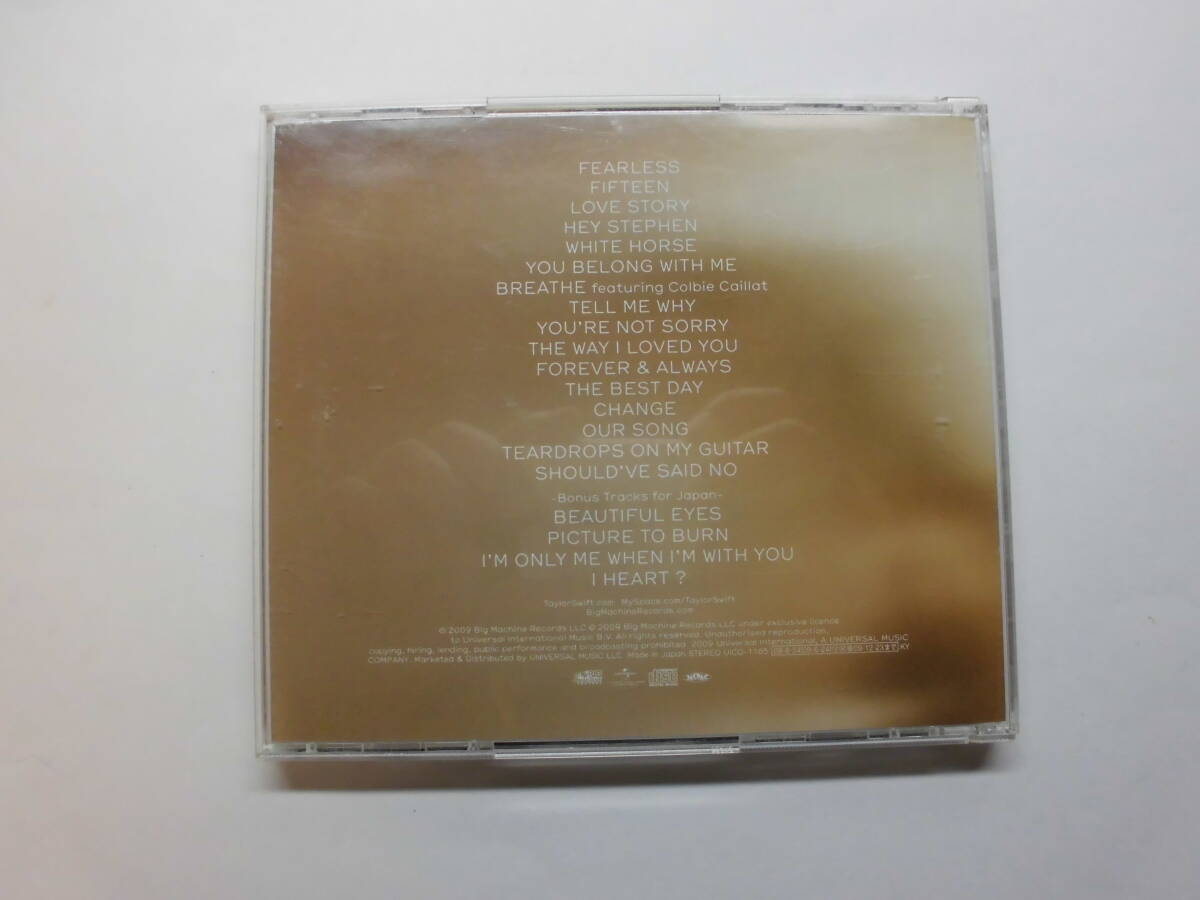 FEARLESS
FIFTEEN
LOVE STORY
HEY STEPHEN
WHITE HORSE
YOU BELONG WITH ME
BREATHE featuring Colbie Caillat
TELL ME WHY
YOU'RE NOT SORRY
THE WAY I LOVED YOU
FOREVER & ALWAYS
THE BEST DAY
CHANGE
OUR SONG
TEARDROPS ON MY GUITAR
SHOULD'VE SAID NO
-Bonus Tracks for Japan-
BEAUTIFUL EYES
PICTURE TO BURN
I'M ONLY ME WHEN I'M WITH YOU
I HEART ?
TaylorSwift.com MySpace.com/TaylorSwift
BigMachineRecords.com
℗ 2009 Big Machine Records LLC © 2009 Big Machine Records LLC under exclusive licence
to Universal International Music B.V. All rights reserved. Unauthorised reproduction,
copying, hiring, lending, public performance and broadcasting prohibited. 2009 Universal International, A UNIVERSAL MUSIC
COMPANY. Marketed & Distributed by UNIVERSAL MUSIC LLC. Made in Japan STEREO UICO-1165 KY